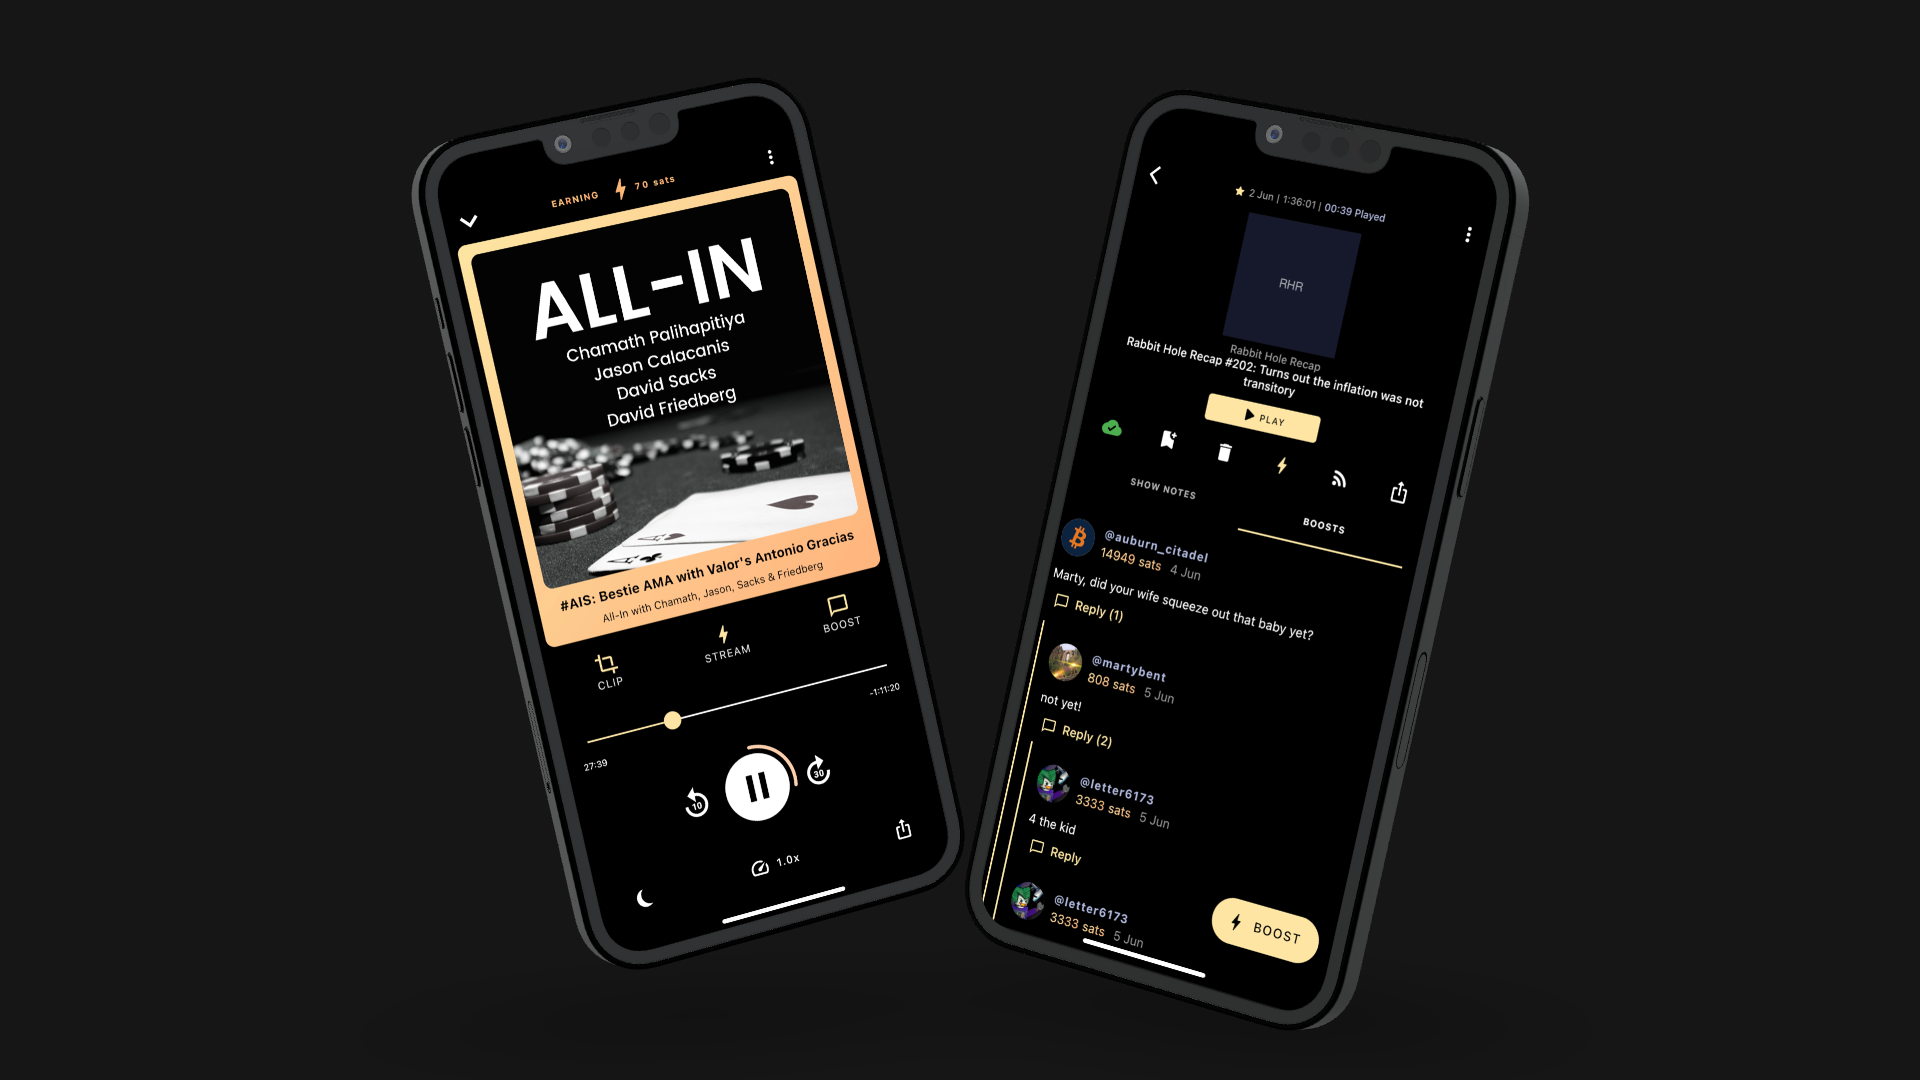 EARNING 70 sats
ALL-IN
Chamath Palihapitiya
Jason Calacanis
David Sacks
David Friedberg
#AIS: Bestie AMA with Valor's Antonio Gracias
All-In with Chamath, Jason, Sacks & Friedberg
CLIP
STREAM
BOOST
27:39
-1:11:20
10
30
1.0x
2 Jun | 1:36:01 | 00:39 Played
RHR
Rabbit Hole Recap
Rabbit Hole Recap #202: Turns out the inflation was not
transitory
PLAY
SHOW NOTES
BOOSTS
@auburn_citadel
14949 sats 4 Jun
Marty, did your wife squeeze out that baby yet?
Reply (1)
@martybent
808 sats 5 Jun
not yet!
Reply (2)
@letter6173
3333 sats 5 Jun
4 the kid
Reply
@letter6173
3333 sats 5 Jun
BOOST